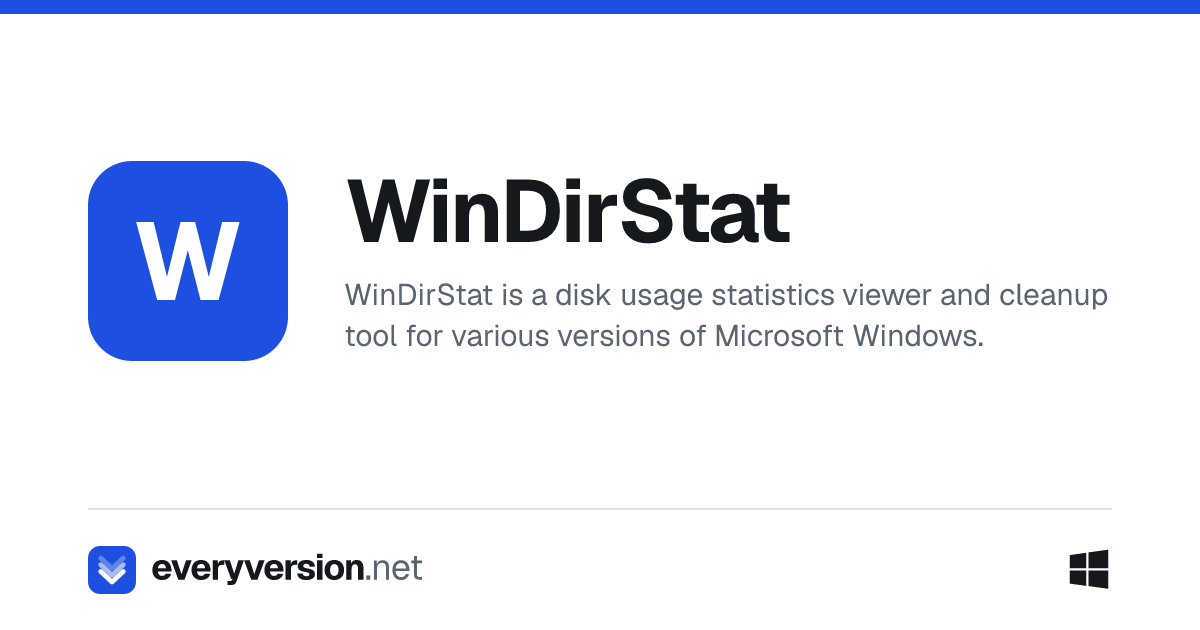 W
WinDirStat
WinDirStat is a disk usage statistics viewer and cleanup
tool for various versions of Microsoft Windows.
everyversion.net